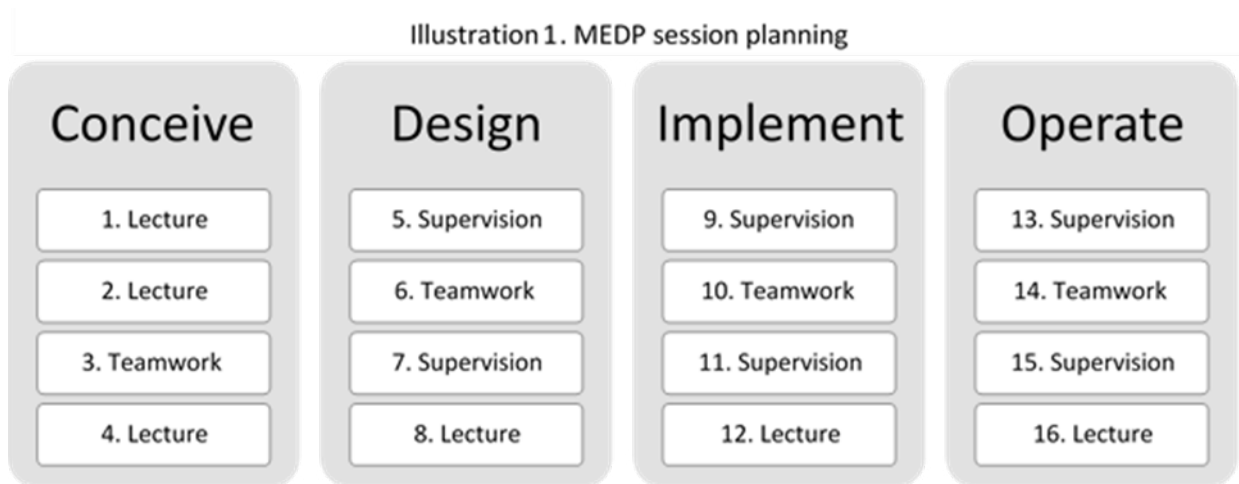 Illustration 1. MEDP session planning
Conceive
1. Lecture
2. Lecture
3. Teamwork
4. Lecture
Design
5. Supervision
6. Teamwork
7. Supervision
8. Lecture
Implement
9. Supervision
10. Teamwork
11. Supervision
12. Lecture
Operate
13. Supervision
14. Teamwork
15. Supervision
16. Lecture